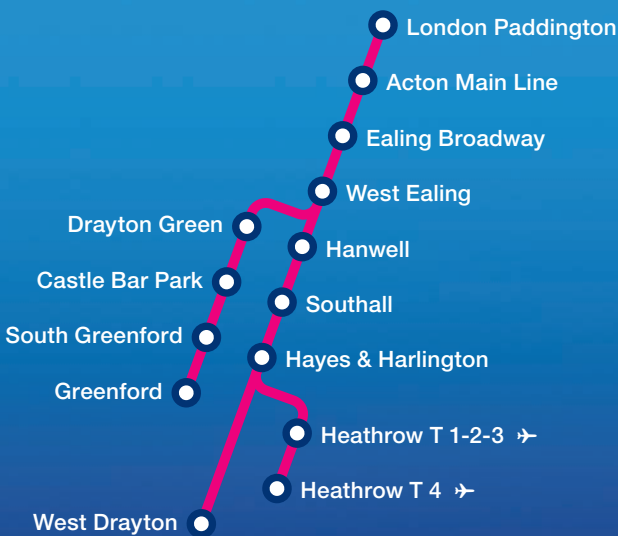 London Paddington
Acton Main Line
Ealing Broadway
West Ealing
Drayton Green
Hanwell
Castle Bar Park
Southall
South Greenford
Hayes & Harlington
Greenford
Heathrow T 1-2-3
Heathrow T 4
West Drayton